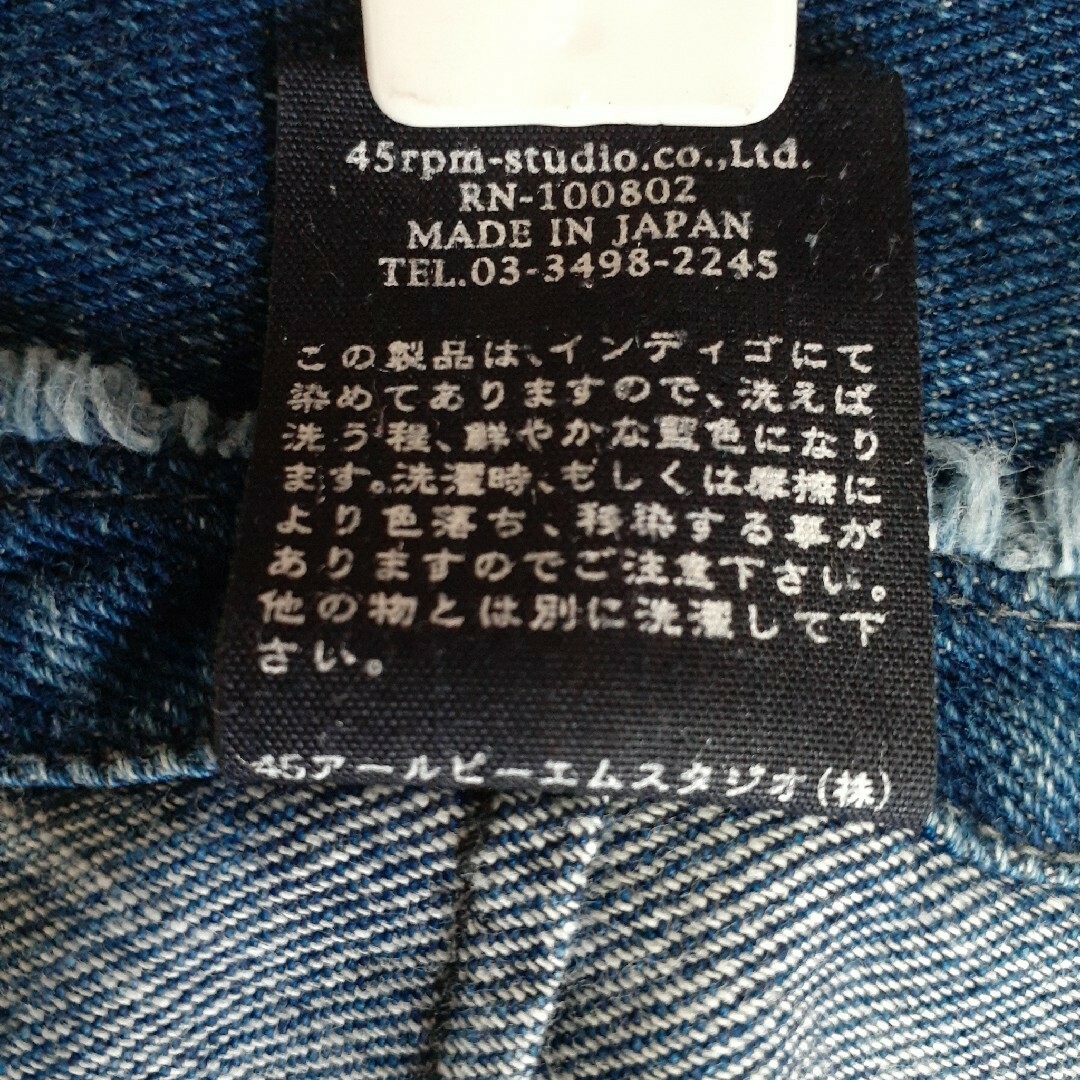 45rpm-studio.co.,Ltd.
RN-100802
MADE IN JAPAN
TEL.03-3498-2245
この製品は、インディゴにて
染めてありますので、洗えば
洗う程、鮮やかな藍色になり
ます。洗濯時、もしくは摩擦に
より色落ち、移染する事が
ありますのでご注意下さい。
他の物とは別に洗濯して下
さい。
45アールピーエムスタジオ(株)